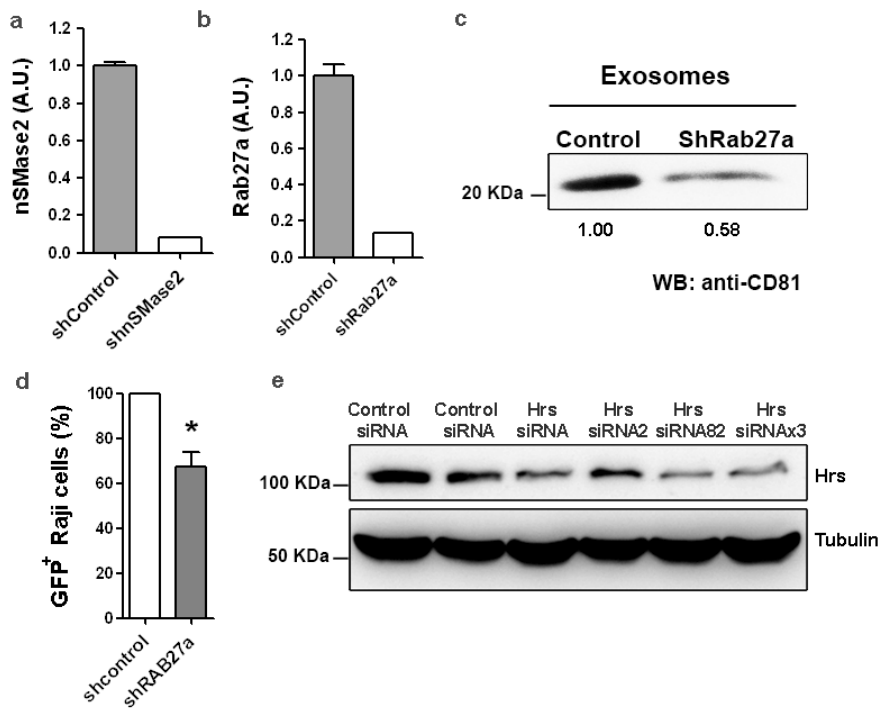 a
nSMase2 (A.U.)
1.2
1.0
0.8
0.6
0.4
0.2
0.0
shControl
shnSMase2
b
Rab27a (A.U.)
1.2
1.0
0.8
0.6
0.4
0.2
0.0
shControl
shRab27a
c
Exosomes
Control ShRab27a
20 KDa
1.00 0.58
WB: anti-CD81
d
GFP+ Raji cells (%)
100
80
60
40
20
0
*
shcontrol
shRAB27a
e
Control Control Hrs Hrs Hrs Hrs
siRNA siRNA siRNA siRNA2 siRNA82 siRNAx3
100 KDa
Hrs
50 KDa
Tubulin